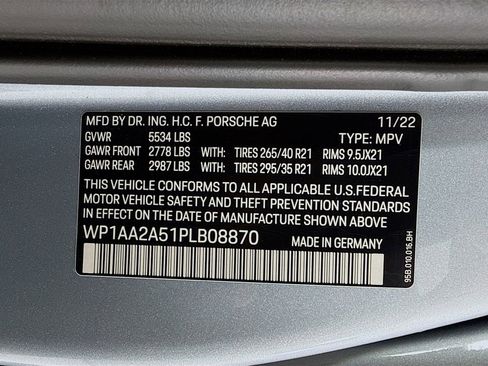 MFD BY DR. ING. H.C. F. PORSCHE AG 11/22
GVWR 5534 LBS TYPE: MPV
GAWR FRONT 2778 LBS WITH: TIRES 265/40 R21 RIMS 9.5JX21
GAWR REAR 2987 LBS WITH: TIRES 295/35 R21 RIMS 10.0JX21
THIS VEHICLE CONFORMS TO ALL APPLICABLE U.S.FEDERAL
MOTOR VEHICLE SAFETY AND THEFT PREVENTION STANDARDS
IN EFFECT ON THE DATE OF MANUFACTURE SHOWN ABOVE.
WP1AA2A51PLB08870 MADE IN GERMANY
95B.010.016.BH